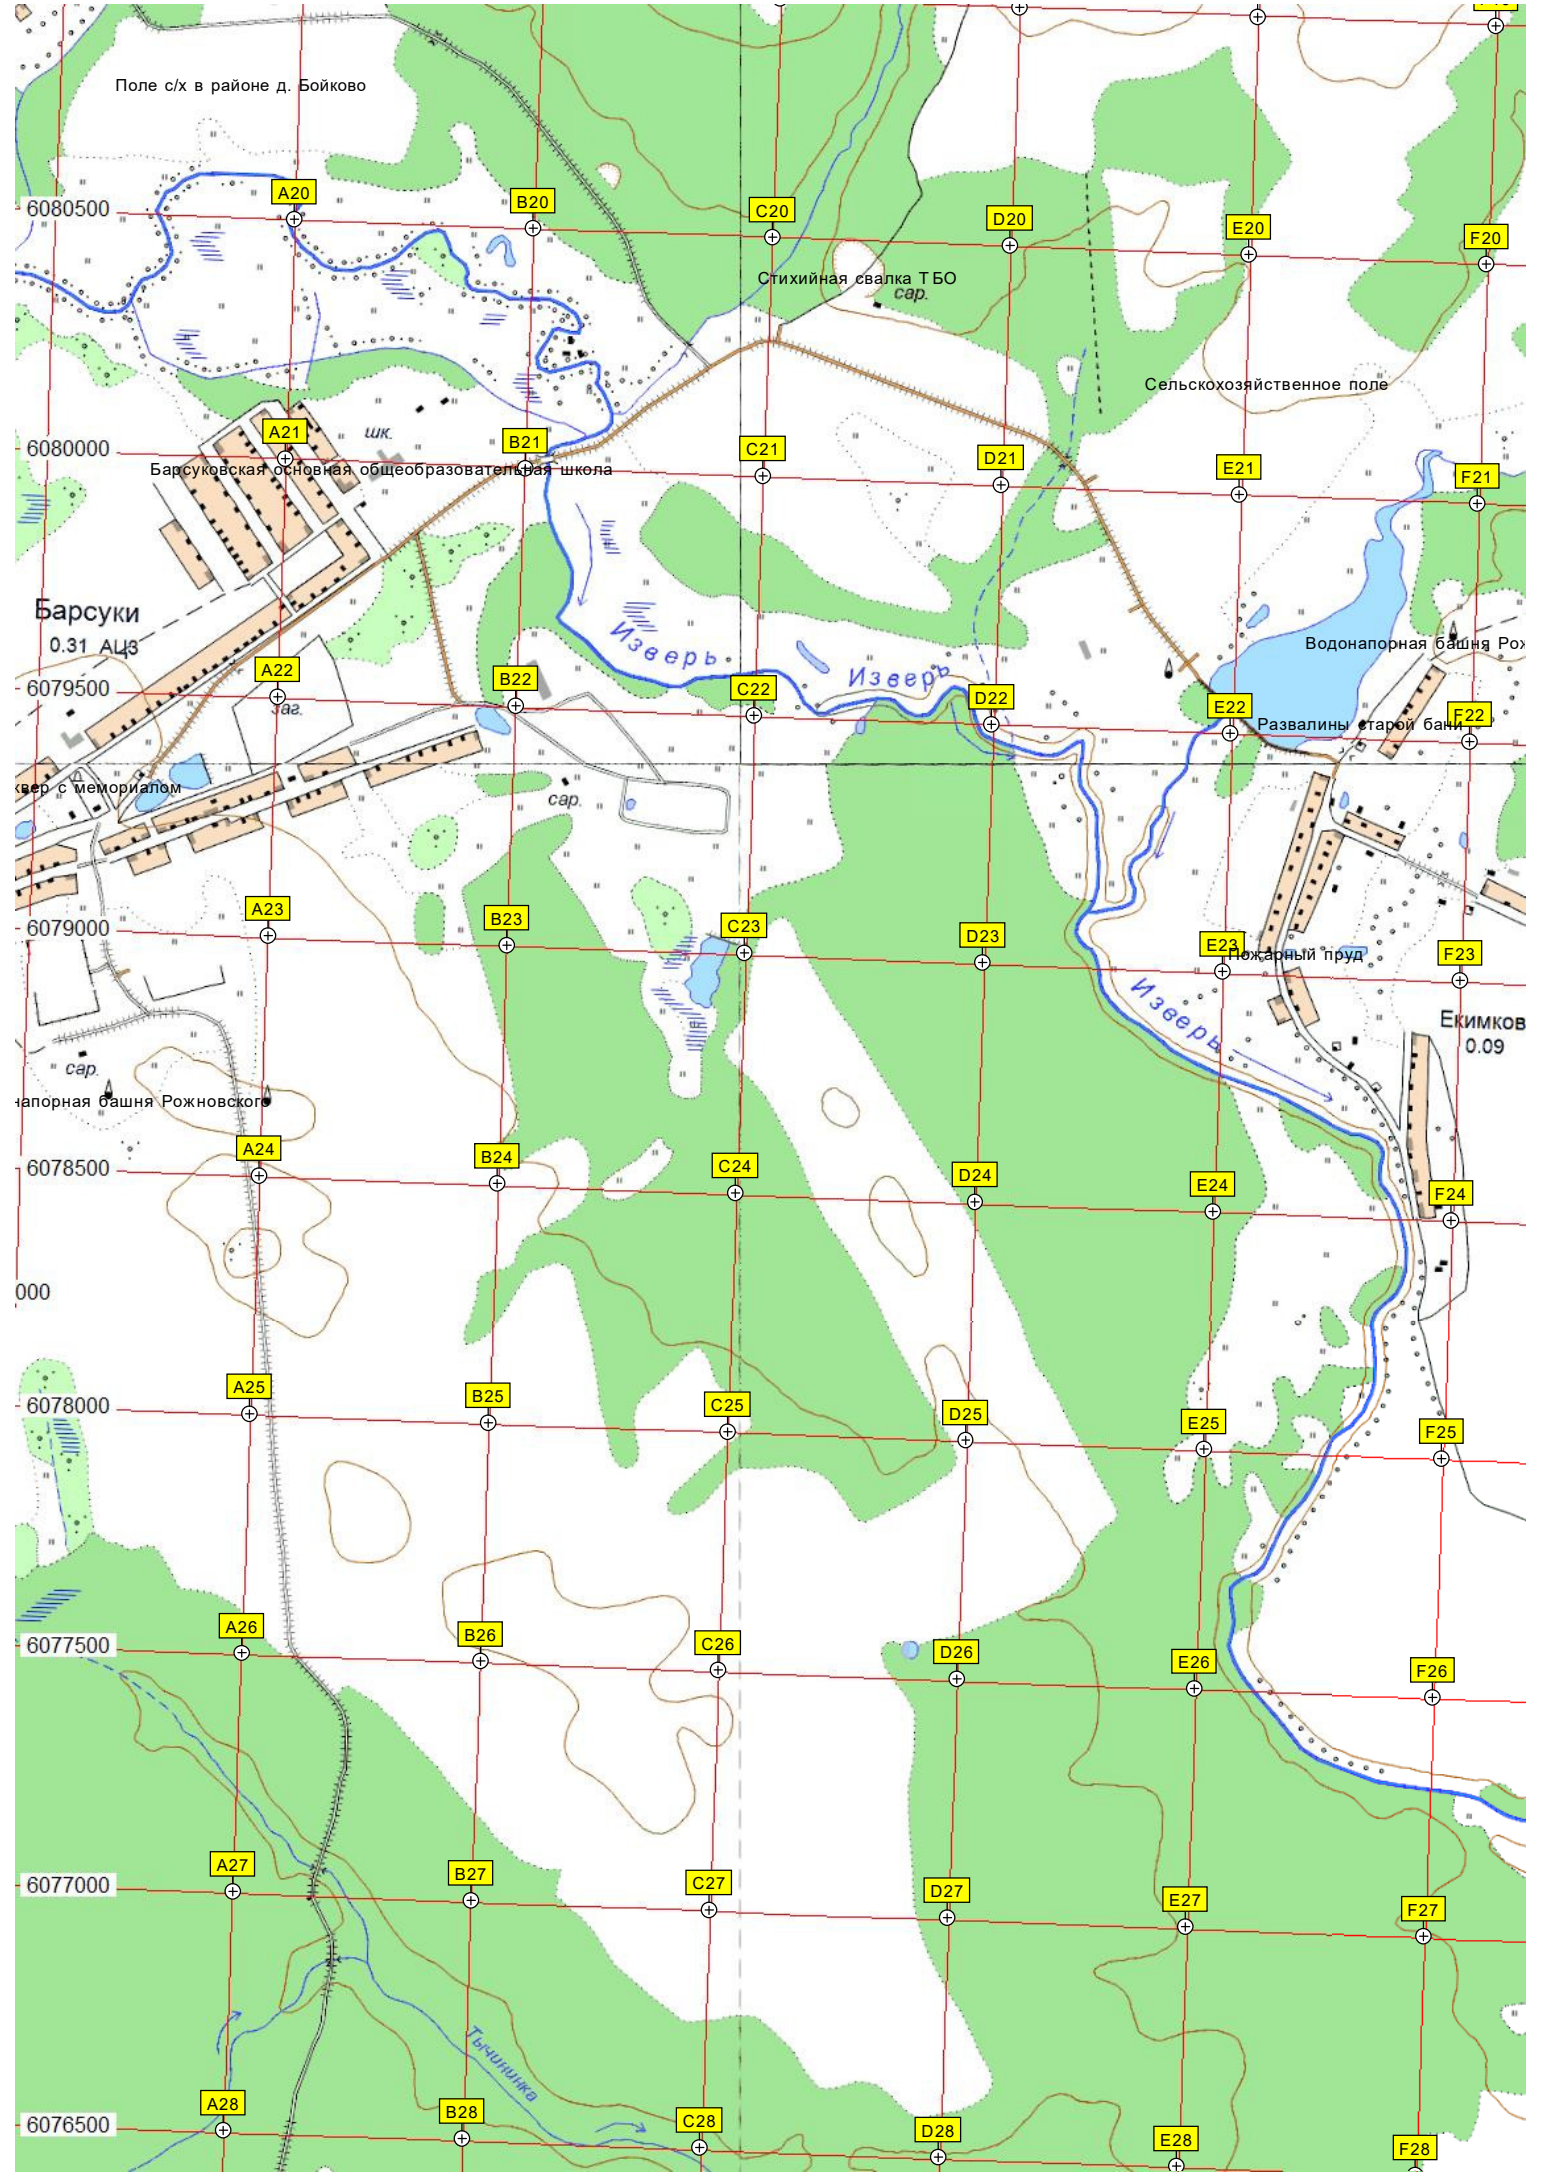 Поле с/х в районе д. Бойково
A20
B20
C20
D20
E20
F20
6080500
Стихийная свалка ТБО
сар.
Сельскохозяйственное поле
шк.
A21
B21
C21
D21
E21
F21
6080000
Барсуковская основная общеобразовательная школа
Барсуки
0.31 АЦЗ
Изверь
Изверь
Водонапорная башня Рож
A22
B22
C22
D22
E22
F22
6079500
заг.
Развалины старой бани
квер с мемориалом
сар.
A23
B23
C23
D23
E23
F23
6079000
Пожарный пруд
Изверь
Екимков
0.09
сар.
напорная башня Рожновского
A24
B24
C24
D24
E24
F24
6078500
000
A25
B25
C25
D25
E25
F25
6078000
A26
B26
C26
D26
E26
F26
6077500
A27
B27
C27
D27
E27
F27
6077000
Тычининка
A28
B28
C28
D28
E28
F28
6076500